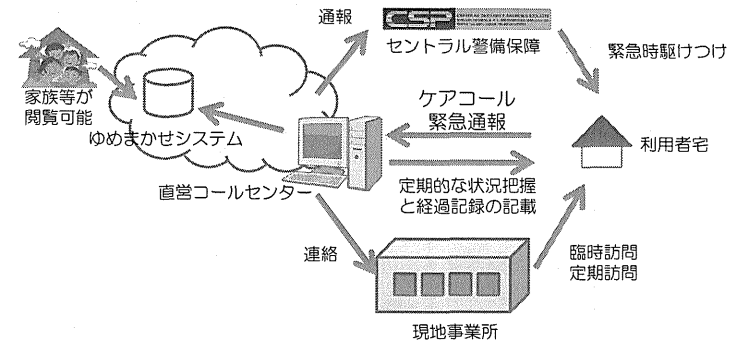 通報
CSP
セントラル警備保障
緊急時駆けつけ
家族等が
閲覧可能
ゆめまかせシステム
ケアコール
緊急通報
利用者宅
直営コールセンター
定期的な状況把握
と経過記録の記載
連絡
臨時訪問
定期訪問
現地事業所